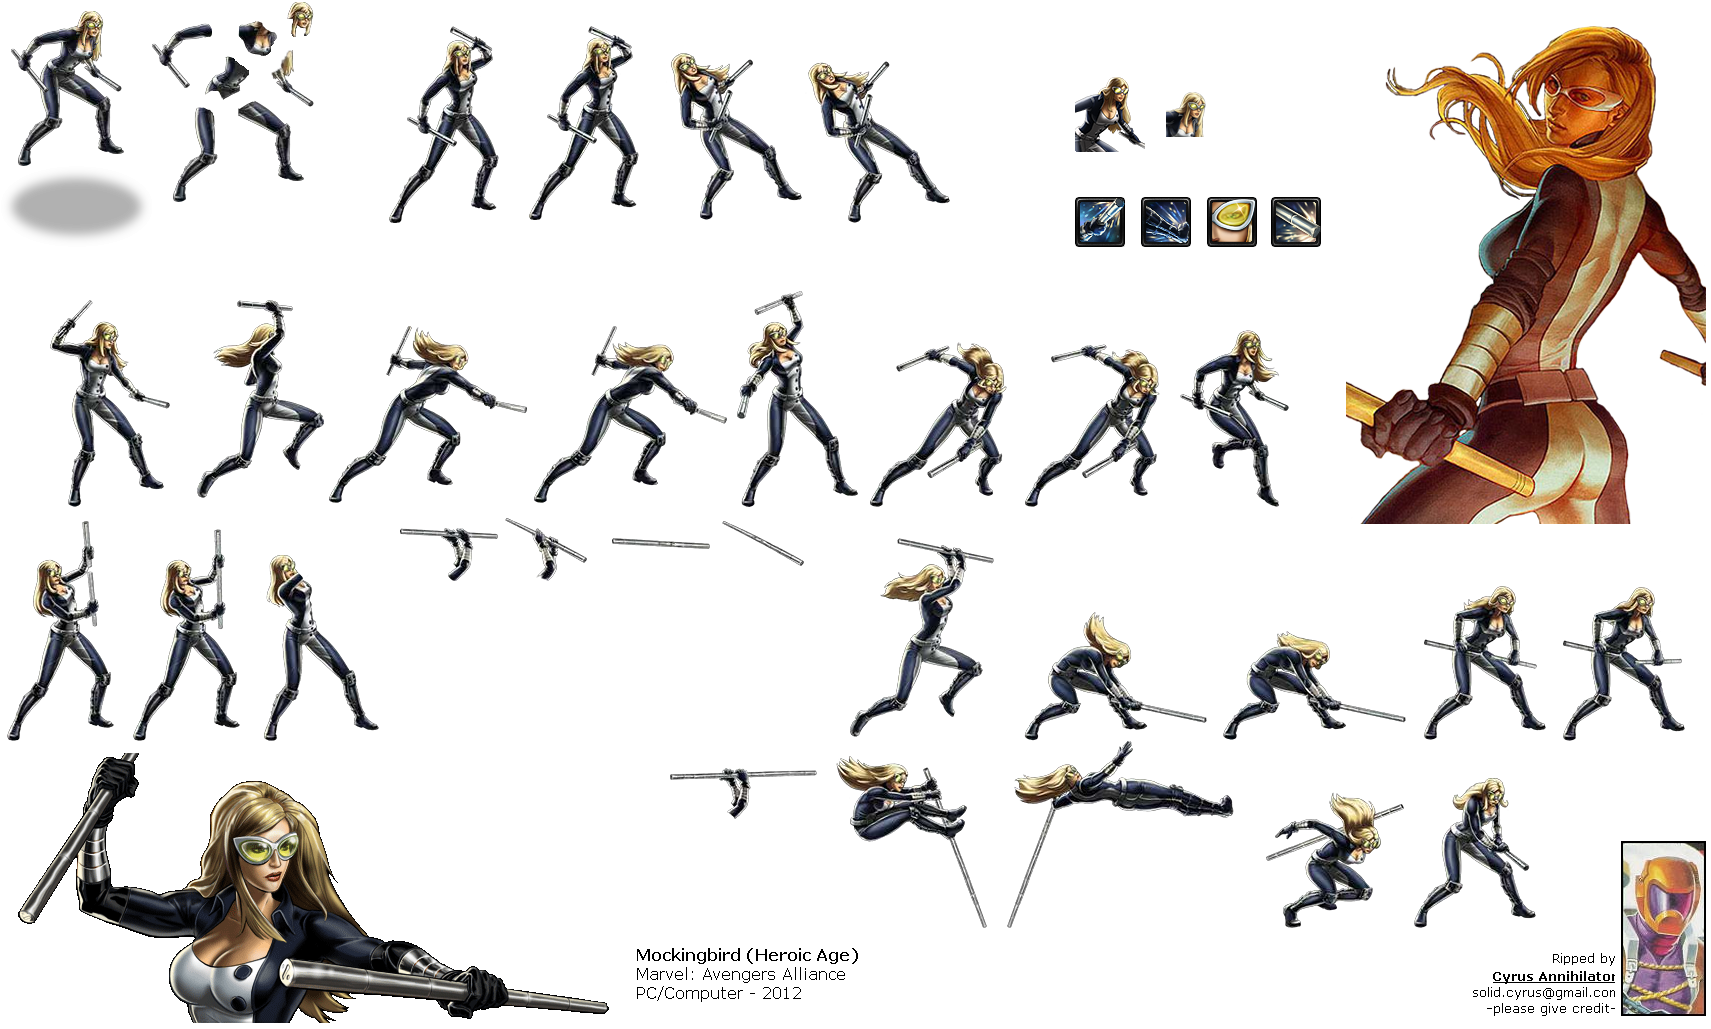 Mockingbird (Heroic Age)
Marvel: Avengers Alliance
PC/Computer - 2012
Ripped by
Cyrus Annihilator
solid.cyrus@gmail.con
-please give credit-